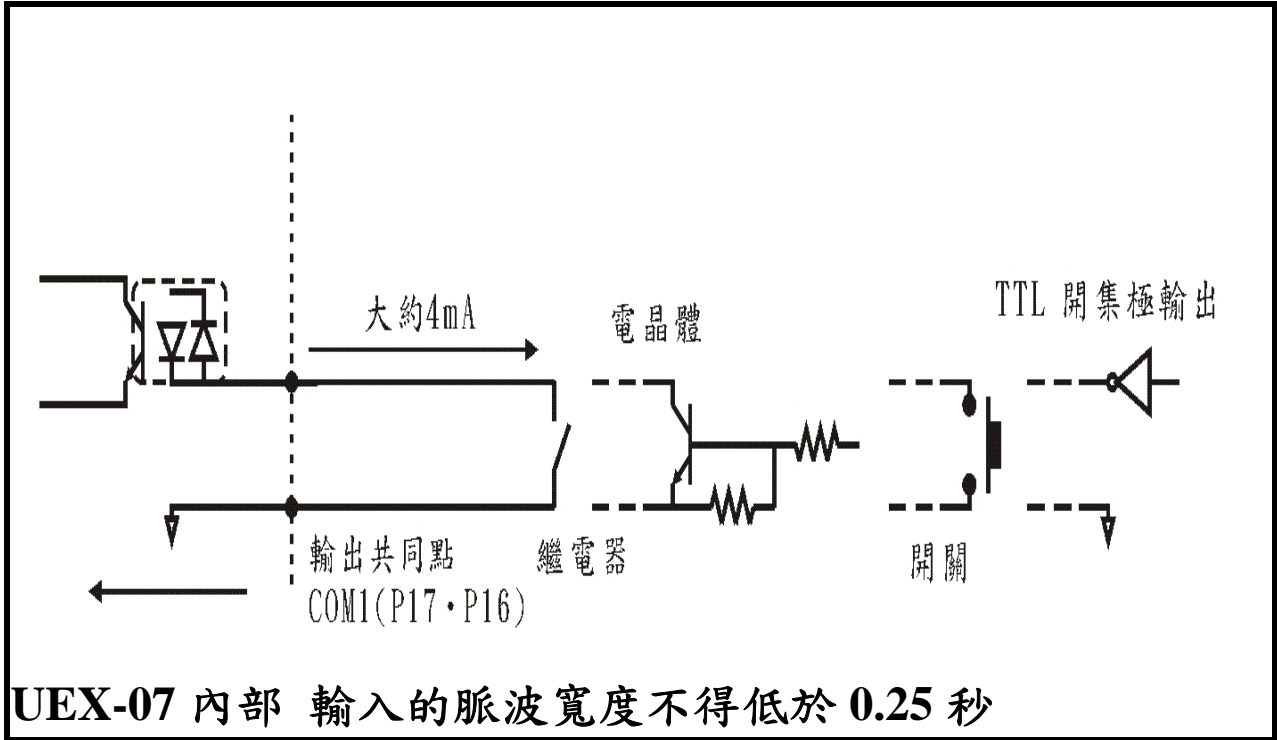 大約4mA
電晶體
TTL 開集極輸出
輸出共同點
COM1(P17·P16)
繼電器
開關
UEX-07 內部 輸入的脈波寬度不得低於 0.25 秒